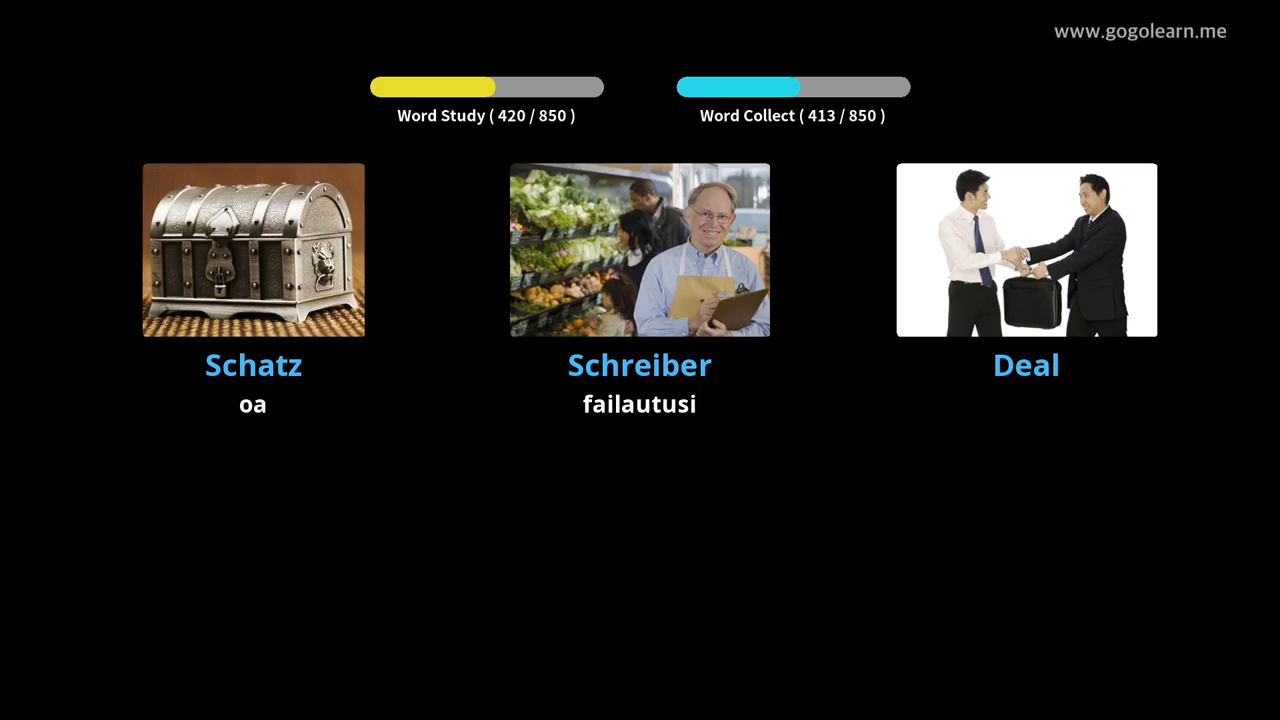 www.gogolearn.me
Word Study ( 420 / 850 )
Word Collect ( 413 / 850 )
Schatz
oa
Schreiber
failautusi
Deal